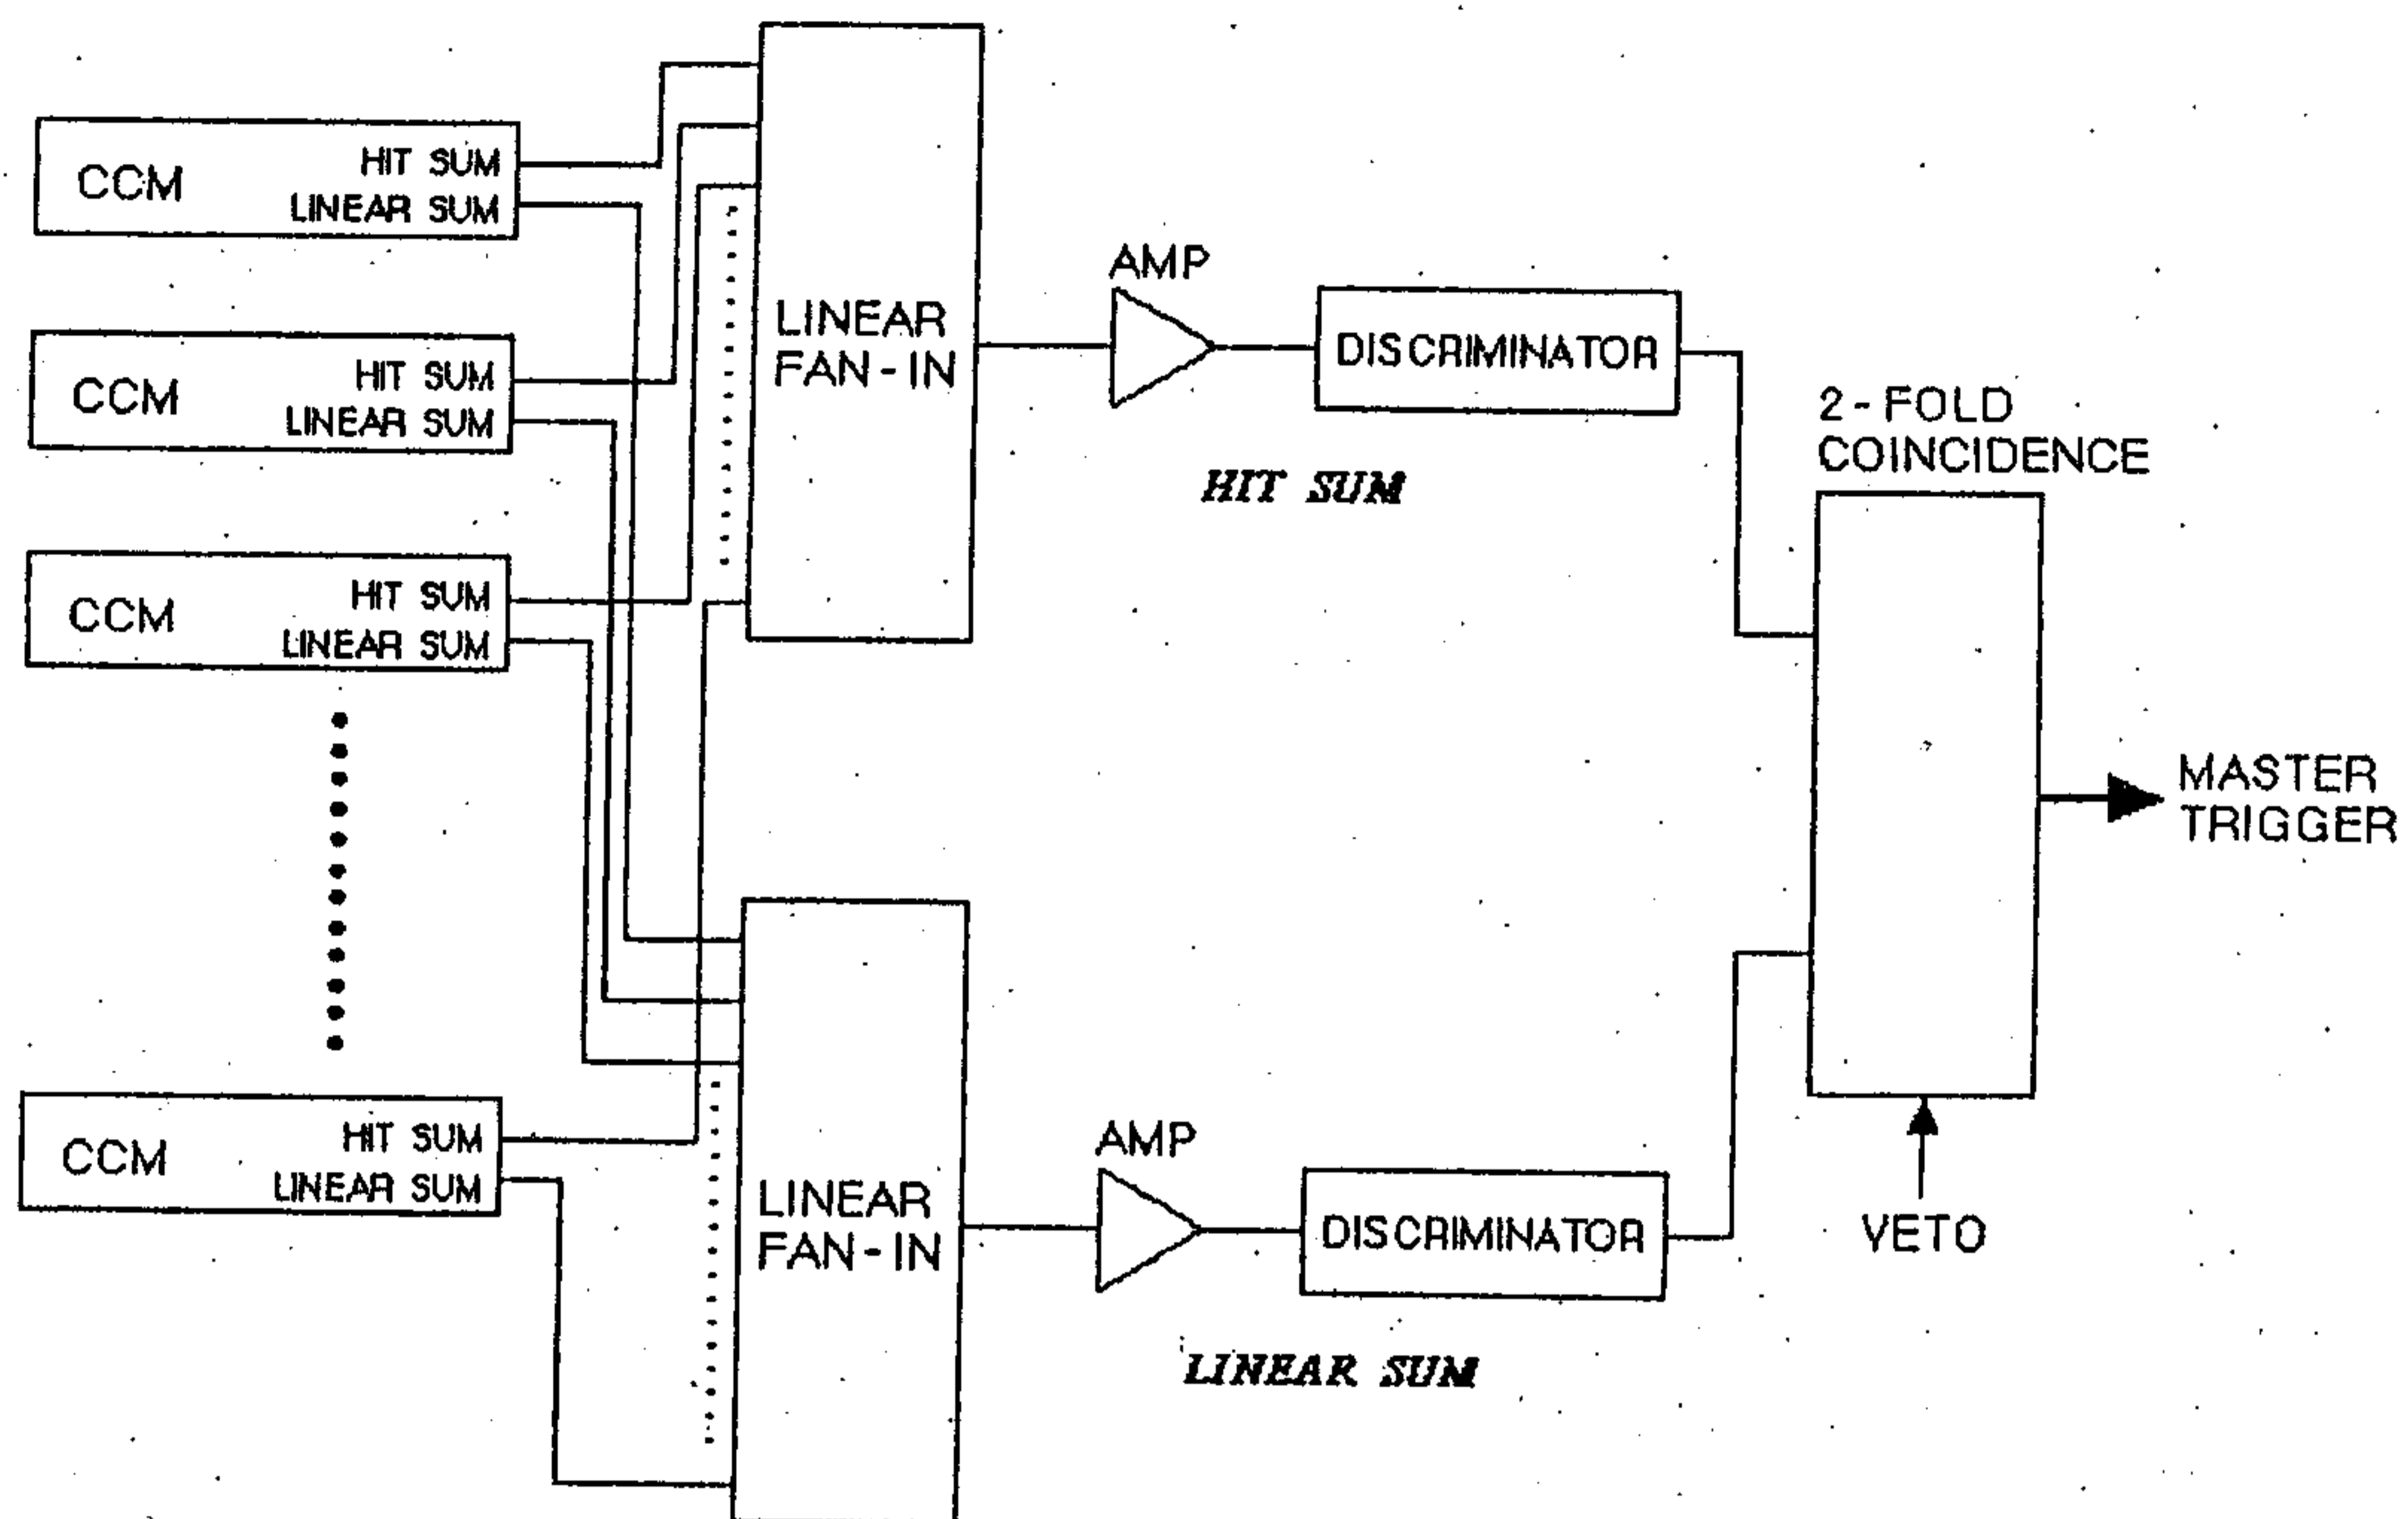 CCM
HIT SUM
LINEAR SUM
CCM
HIT SUM
LINEAR SUM
CCM
HIT SUM
LINEAR SUM
CCM
HIT SUM
LINEAR SUM
LINEAR
FAN-IN
AMP
DISCRIMINATOR
HIT SUM
LINEAR
FAN-IN
AMP
DISCRIMINATOR
LINEAR SUM
2-FOLD
COINCIDENCE
VETO
MASTER
TRIGGER